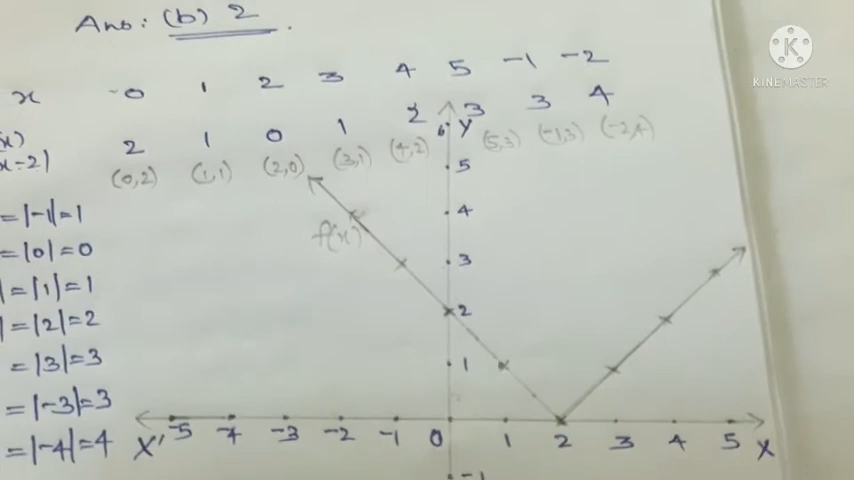 Ans: (b) 2.
K
KINEMASTER
x 0 1 2 3 4 5 -1 -2
x)
x-2| 2 1 0 1 2 3 3 4
(0,2) (1,1) (2,0) (3,1) (4,2) (5,3) (-1,3) (-2,4)
= |-1| = 1
= |0| = 0
| = |1| = 1
| = |2| = 2
= |3| = 3
= |-3| = 3
= |-4| = 4
f(x)
6 Y
5
4
3
2
1
X' -5 -4 -3 -2 -1 0 1 2 3 4 5 X
-1